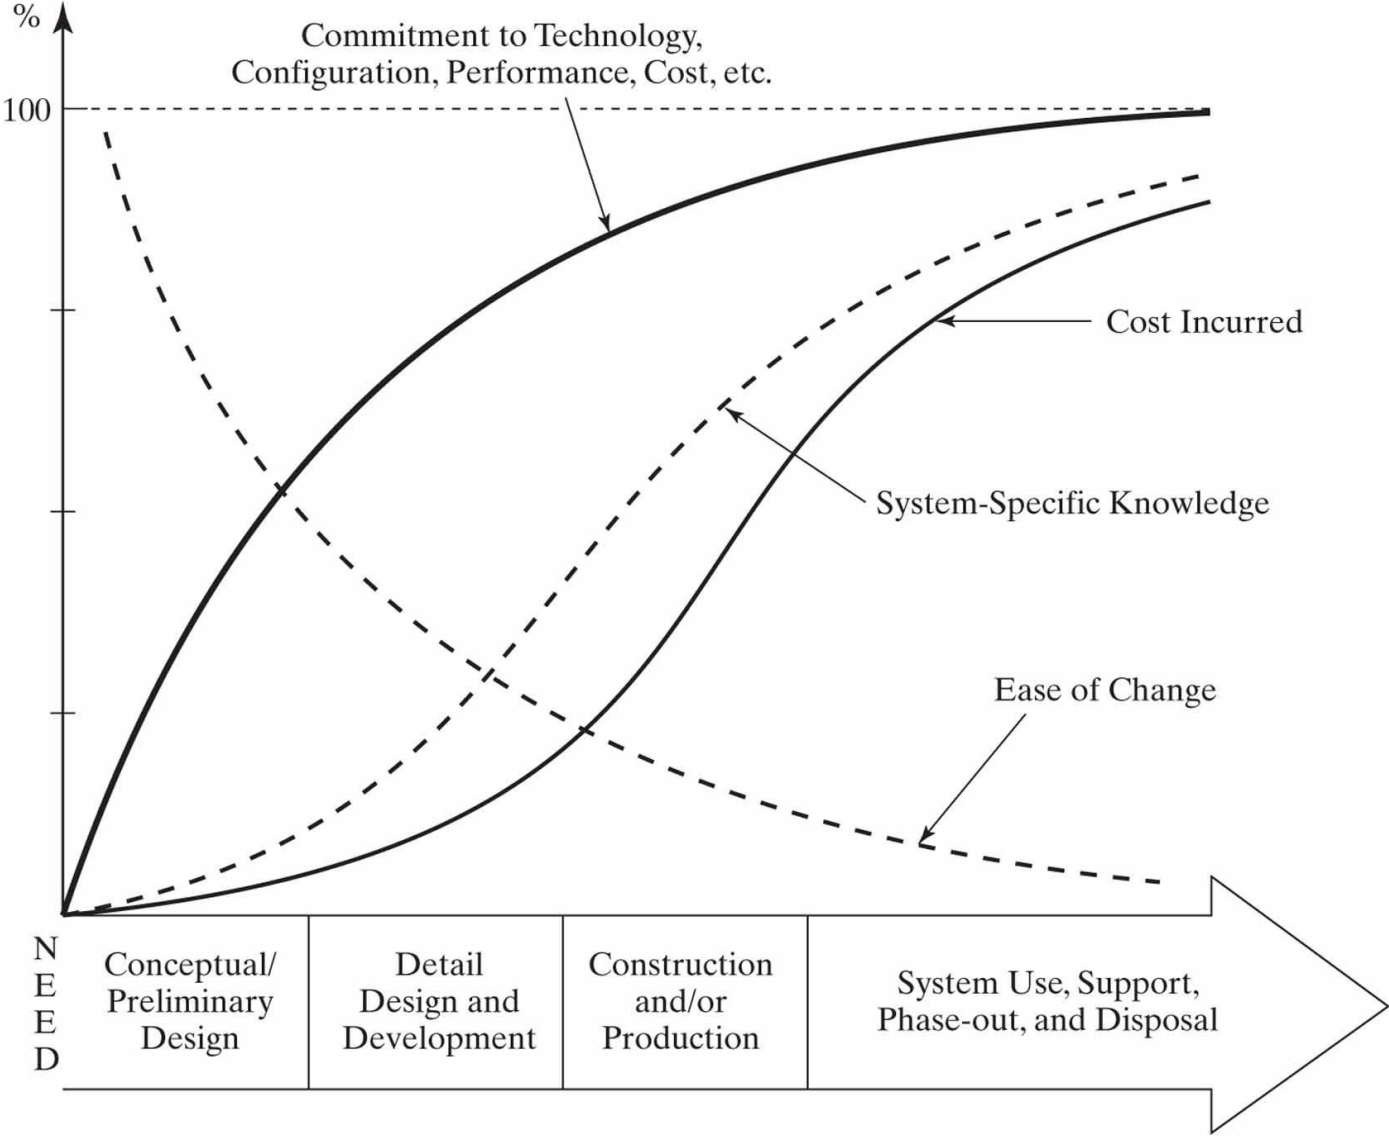 %
Commitment to Technology,
Configuration, Performance, Cost, etc.
100
Cost Incurred
System-Specific Knowledge
Ease of Change
NEED
Conceptual/
Preliminary
Design
Detail
Design and
Development
Construction
and/or
Production
System Use, Support,
Phase-out, and Disposal